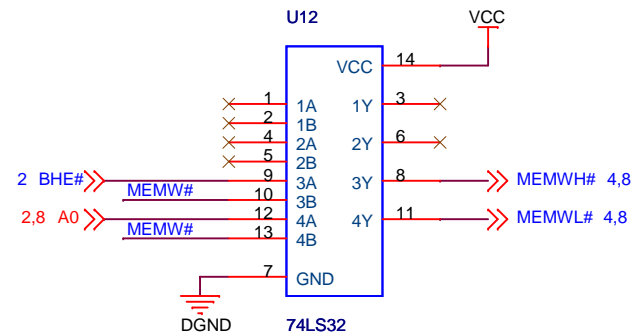 U12
VCC
VCC 14
1 1A 1Y 3
2 1B
4 2A 2Y 6
5 2B
2 BHE# 9 3A 3Y 8 MEMWH# 4,8
MEMW# 10 3B
2,8 A0 12 4A 4Y 11 MEMWL# 4,8
MEMW# 13 4B
7 GND
DGND
74LS32